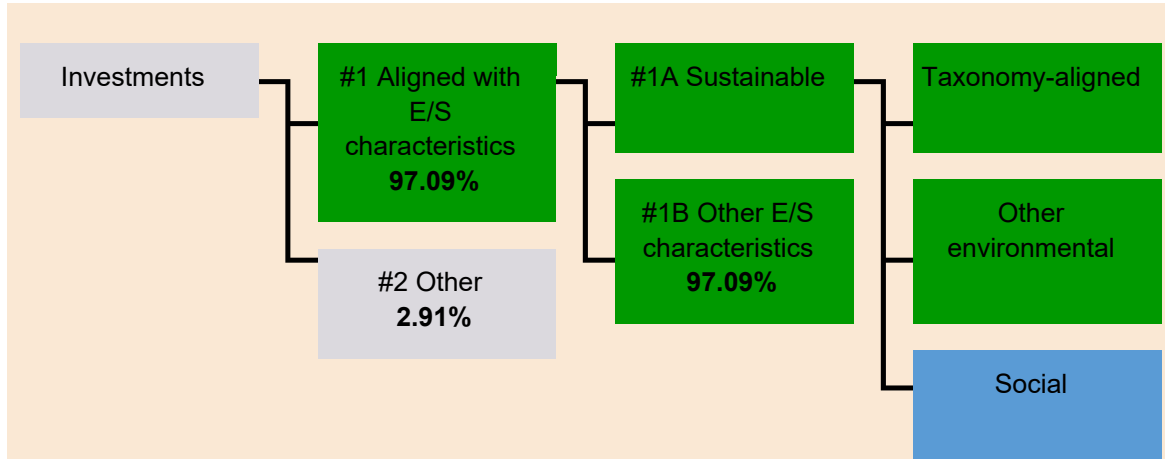 Investments
#1 Aligned with
E/S
characteristics
97.09%
#2 Other
2.91%
#1A Sustainable
#1B Other E/S
characteristics
97.09%
Taxonomy-aligned
Other
environmental
Social